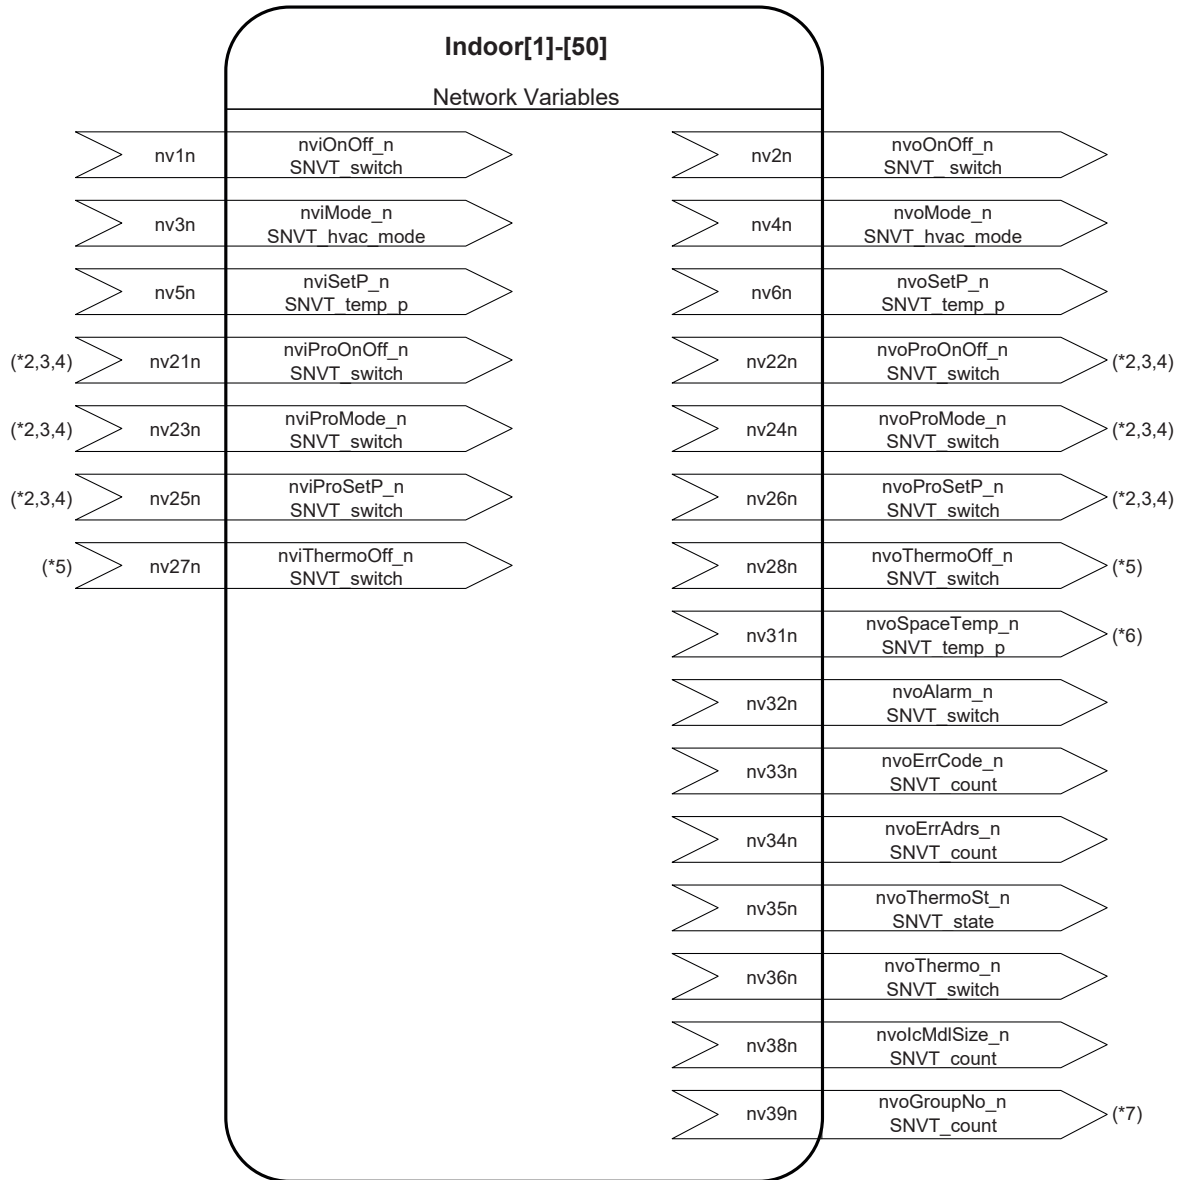 Indoor[1]-[50]
Network Variables
nv1n
nviOnOff_n
SNVT_switch
nv2n
nvoOnOff_n
SNVT_ switch
nv3n
nviMode_n
SNVT_hvac_mode
nv4n
nvoMode_n
SNVT_hvac_mode
nv5n
nviSetP_n
SNVT_temp_p
nv6n
nvoSetP_n
SNVT_temp_p
(*2,3,4)
nv21n
nviProOnOff_n
SNVT_switch
nv22n
nvoProOnOff_n
SNVT_switch
(*2,3,4)
(*2,3,4)
nv23n
nviProMode_n
SNVT_switch
nv24n
nvoProMode_n
SNVT_switch
(*2,3,4)
(*2,3,4)
nv25n
nviProSetP_n
SNVT_switch
nv26n
nvoProSetP_n
SNVT_switch
(*2,3,4)
(*5)
nv27n
nviThermoOff_n
SNVT_switch
nv28n
nvoThermoOff_n
SNVT_switch
(*5)
nv31n
nvoSpaceTemp_n
SNVT_temp_p
(*6)
nv32n
nvoAlarm_n
SNVT_switch
nv33n
nvoErrCode_n
SNVT_count
nv34n
nvoErrAdrs_n
SNVT_count
nv35n
nvoThermoSt_n
SNVT_state
nv36n
nvoThermo_n
SNVT_switch
nv38n
nvoIcMdlSize_n
SNVT_count
nv39n
nvoGroupNo_n
SNVT_count
(*7)